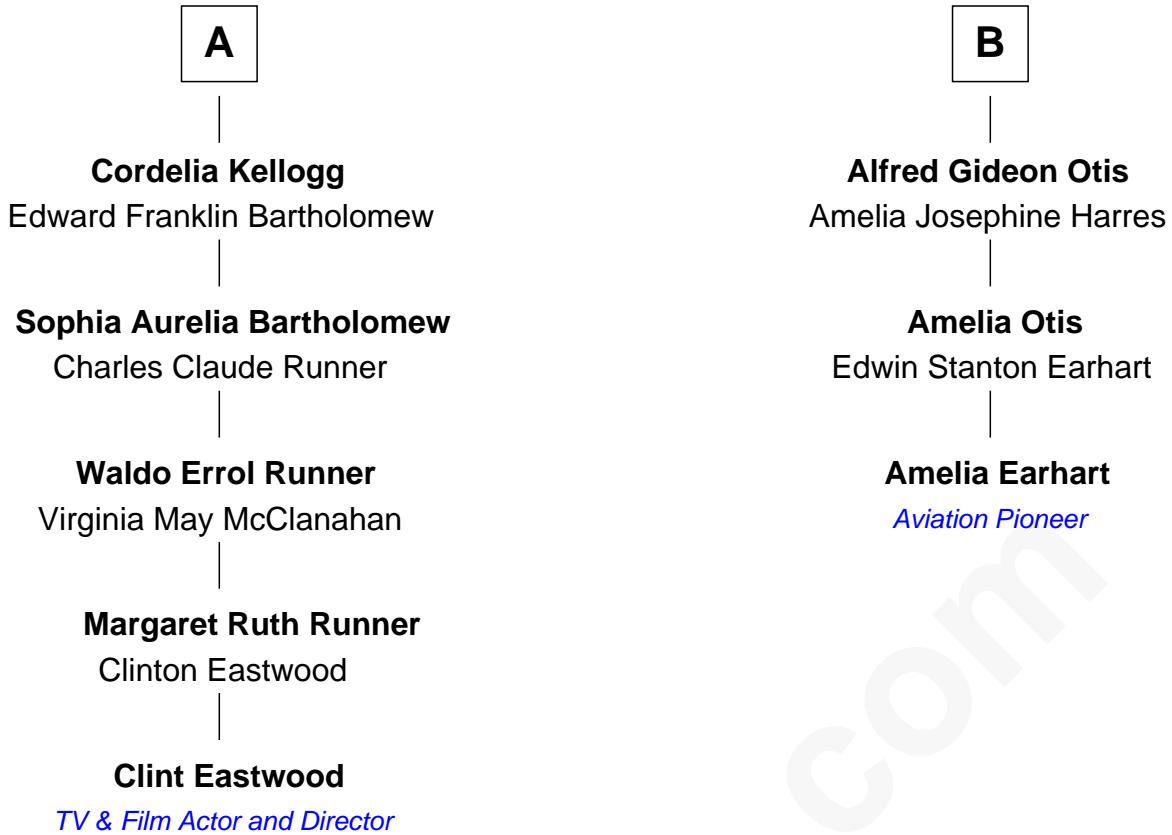 A
Cordelia Kellogg
Edward Franklin Bartholomew
Sophia Aurelia Bartholomew
Charles Claude Runner
Waldo Errol Runner
Virginia May McClanahan
Margaret Ruth Runner
Clinton Eastwood
Clint Eastwood
TV & Film Actor and Director
B
Alfred Gideon Otis
Amelia Josephine Harres
Amelia Otis
Edwin Stanton Earhart
Amelia Earhart
Aviation Pioneer
com